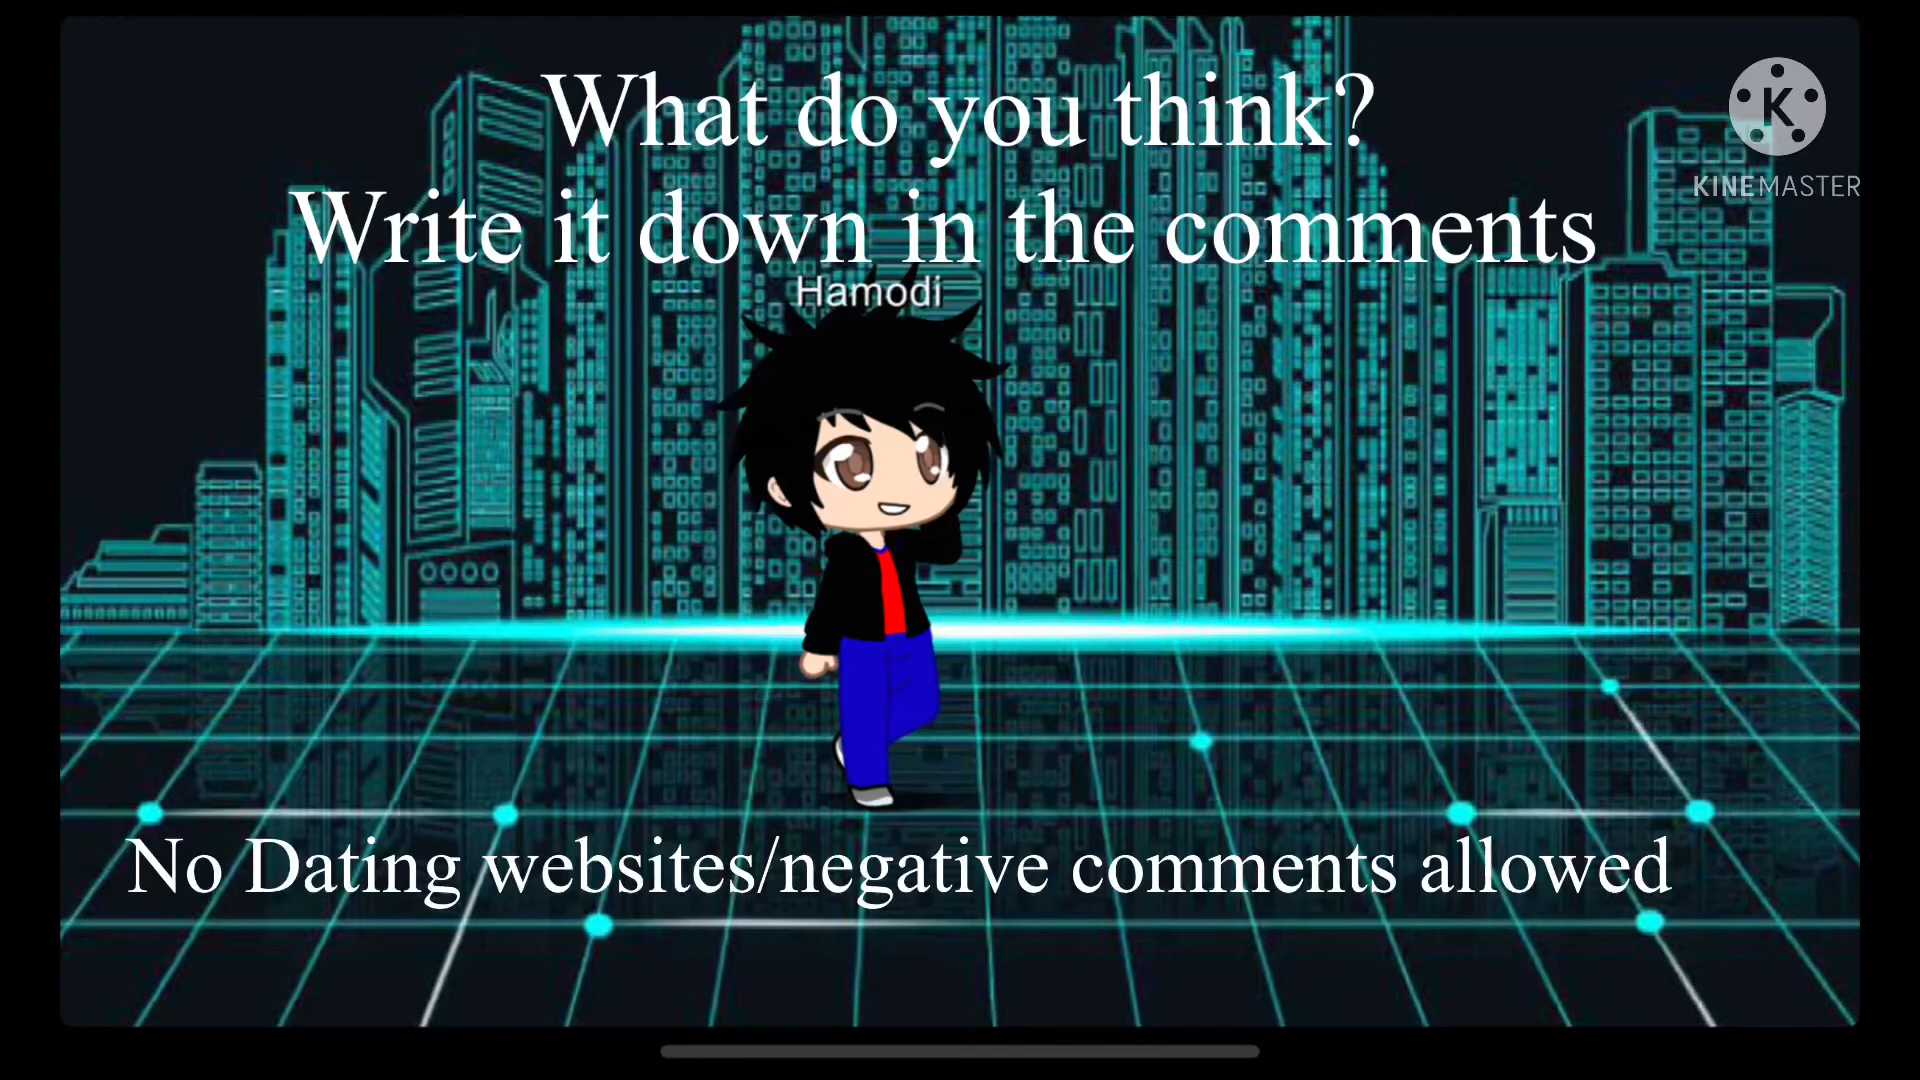 What do you think?
Write it down in the comments
K
KINEMASTER
Hamodi
No Dating websites/negative comments allowed